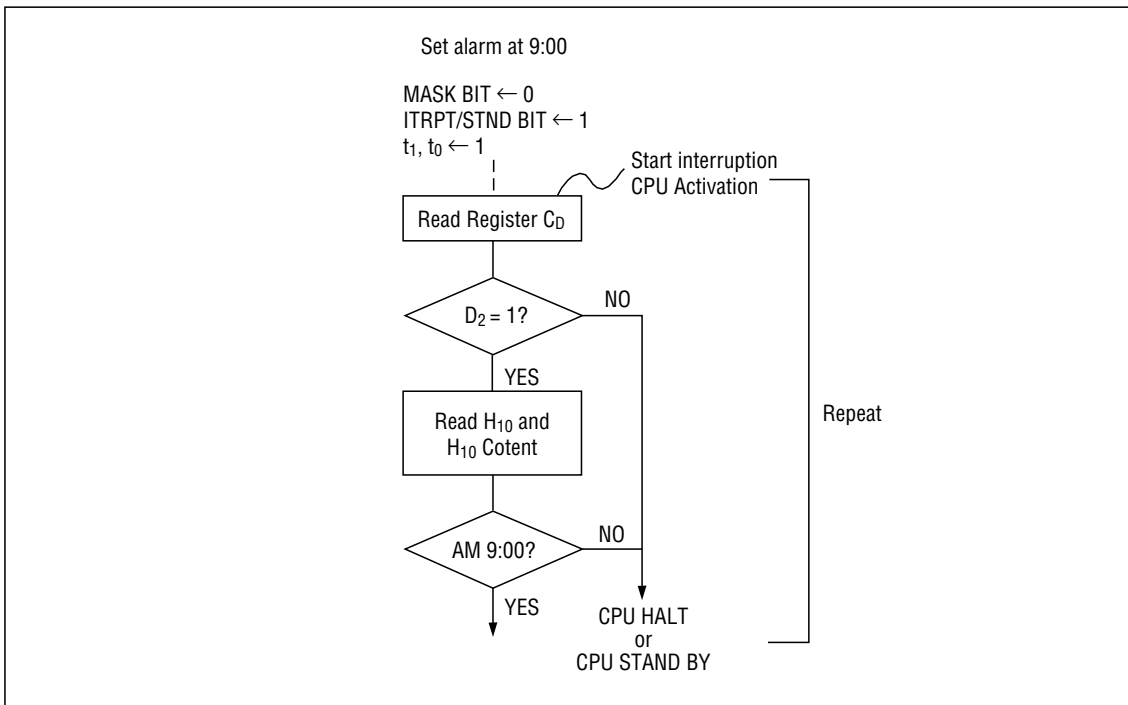 Set alarm at 9:00
MASK BIT ← 0
ITRPT/STND BIT ← 1
t₁, t₀ ← 1
Start interruption
CPU Activation
Read Register C_D
D₂ = 1?
NO
YES
Read H₁₀ and
H₁₀ Cotent
Repeat
AM 9:00?
NO
YES
CPU HALT
or
CPU STAND BY